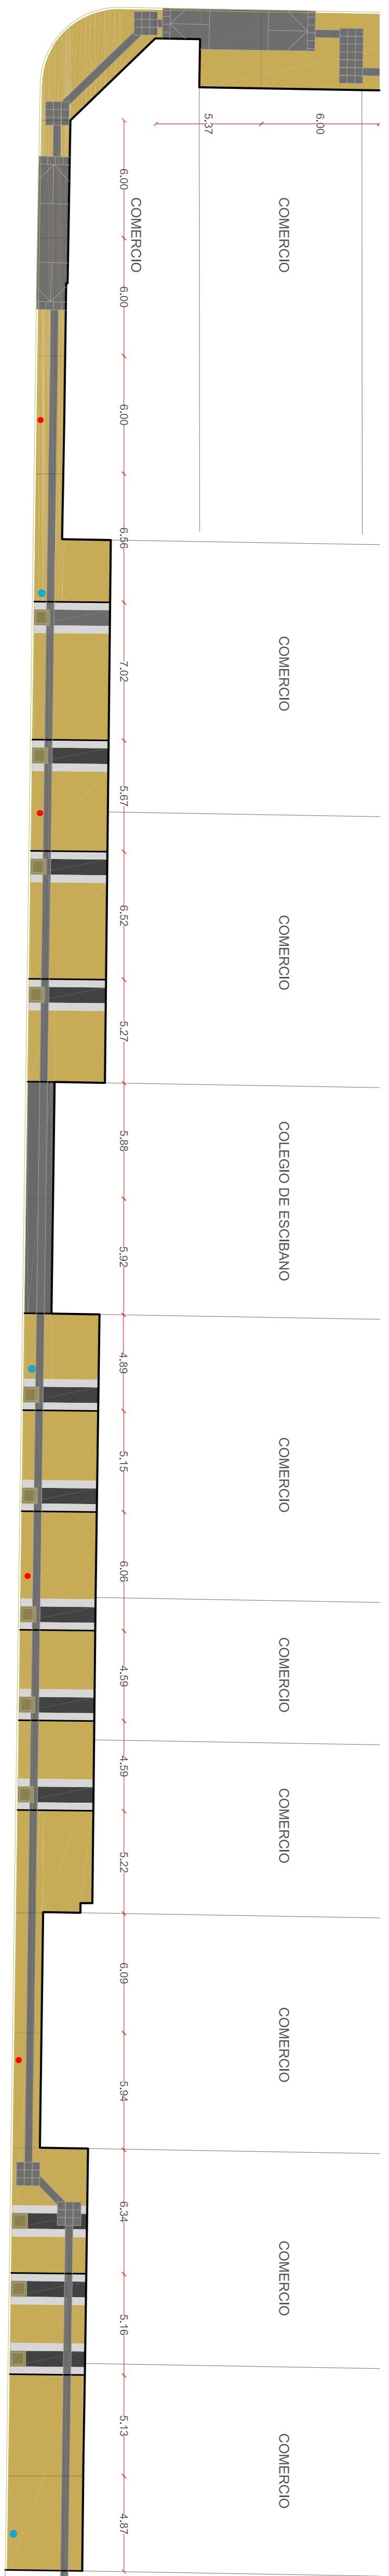 5.37
6.00
COMERCIO
COMERCIO
6.00
6.00
6.00
6.56
COMERCIO
7.02
5.67
COMERCIO
6.52
5.27
COLEGIO DE ESCIBANO
5.88
5.92
COMERCIO
4.89
5.15
6.06
COMERCIO
4.59
COMERCIO
4.59
5.22
COMERCIO
6.09
5.94
COMERCIO
6.34
5.16
COMERCIO
5.13
4.87